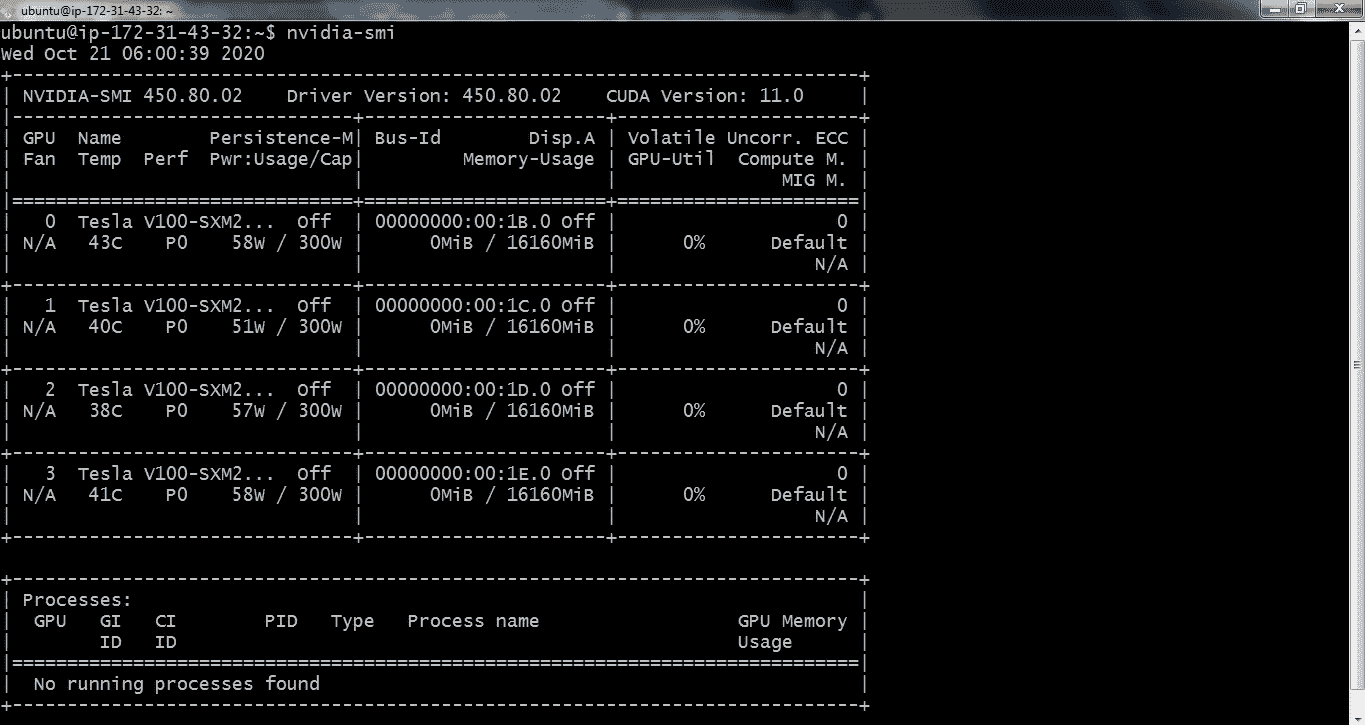 ubuntu@ip-172-31-43-32: ~
ubuntu@ip-172-31-43-32:~$ nvidia-smi
Wed Oct 21 06:00:39 2020
+-----------------------------------------------------------------------------+
| NVIDIA-SMI 450.80.02    Driver Version: 450.80.02    CUDA Version: 11.0     |
|-------------------------------+----------------------+----------------------+
| GPU  Name        Persistence-M| Bus-Id        Disp.A | Volatile Uncorr. ECC |
| Fan  Temp  Perf  Pwr:Usage/Cap|         Memory-Usage | GPU-Util  Compute M. |
|                               |                      |               MIG M. |
|===============================+======================+======================|
|   0  Tesla V100-SXM2...  Off  | 00000000:00:1B.0 Off |                    0 |
| N/A   43C    P0    58W / 300W |      0MiB / 16160MiB |      0%      Default |
|                               |                      |                  N/A |
+-------------------------------+----------------------+----------------------+
|   1  Tesla V100-SXM2...  Off  | 00000000:00:1C.0 Off |                    0 |
| N/A   40C    P0    51W / 300W |      0MiB / 16160MiB |      0%      Default |
|                               |                      |                  N/A |
+-------------------------------+----------------------+----------------------+
|   2  Tesla V100-SXM2...  Off  | 00000000:00:1D.0 Off |                    0 |
| N/A   38C    P0    57W / 300W |      0MiB / 16160MiB |      0%      Default |
|                               |                      |                  N/A |
+-------------------------------+----------------------+----------------------+
|   3  Tesla V100-SXM2...  Off  | 00000000:00:1E.0 Off |                    0 |
| N/A   41C    P0    58W / 300W |      0MiB / 16160MiB |      0%      Default |
|                               |                      |                  N/A |
+-------------------------------+----------------------+----------------------+

+-----------------------------------------------------------------------------+
| Processes:                                                                  |
|  GPU   GI   CI        PID   Type   Process name                  GPU Memory |
|        ID   ID                                                   Usage      |
|=============================================================================|
|  No running processes found                                                 |
+-----------------------------------------------------------------------------+